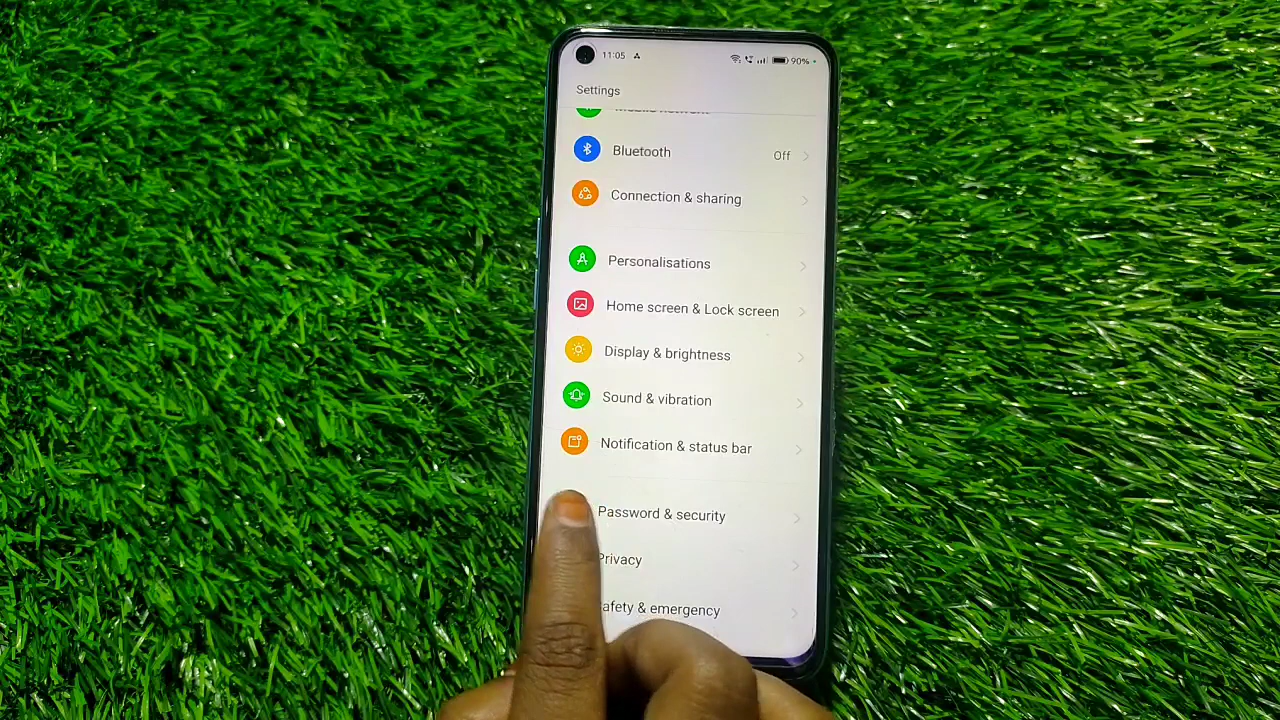 11:05
90%
Settings
Bluetooth
Off
Connection & sharing
Personalisations
Home screen & Lock screen
Display & brightness
Sound & vibration
Notification & status bar
Password & security
Privacy
afety & emergency